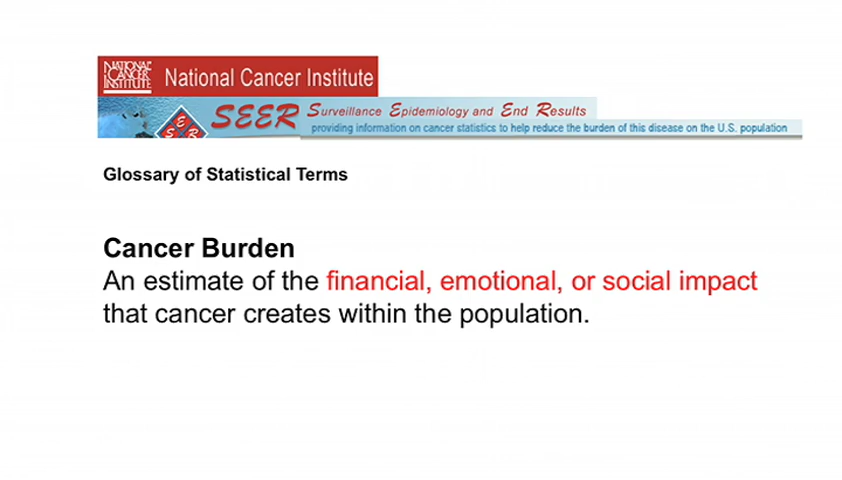 NATIONAL
CANCER
INSTITUTE
National Cancer Institute
SEER Surveillance Epidemiology and End Results
providing information on cancer statistics to help reduce the burden of this disease on the U.S. population
Glossary of Statistical Terms
Cancer Burden
An estimate of the financial, emotional, or social impact
that cancer creates within the population.